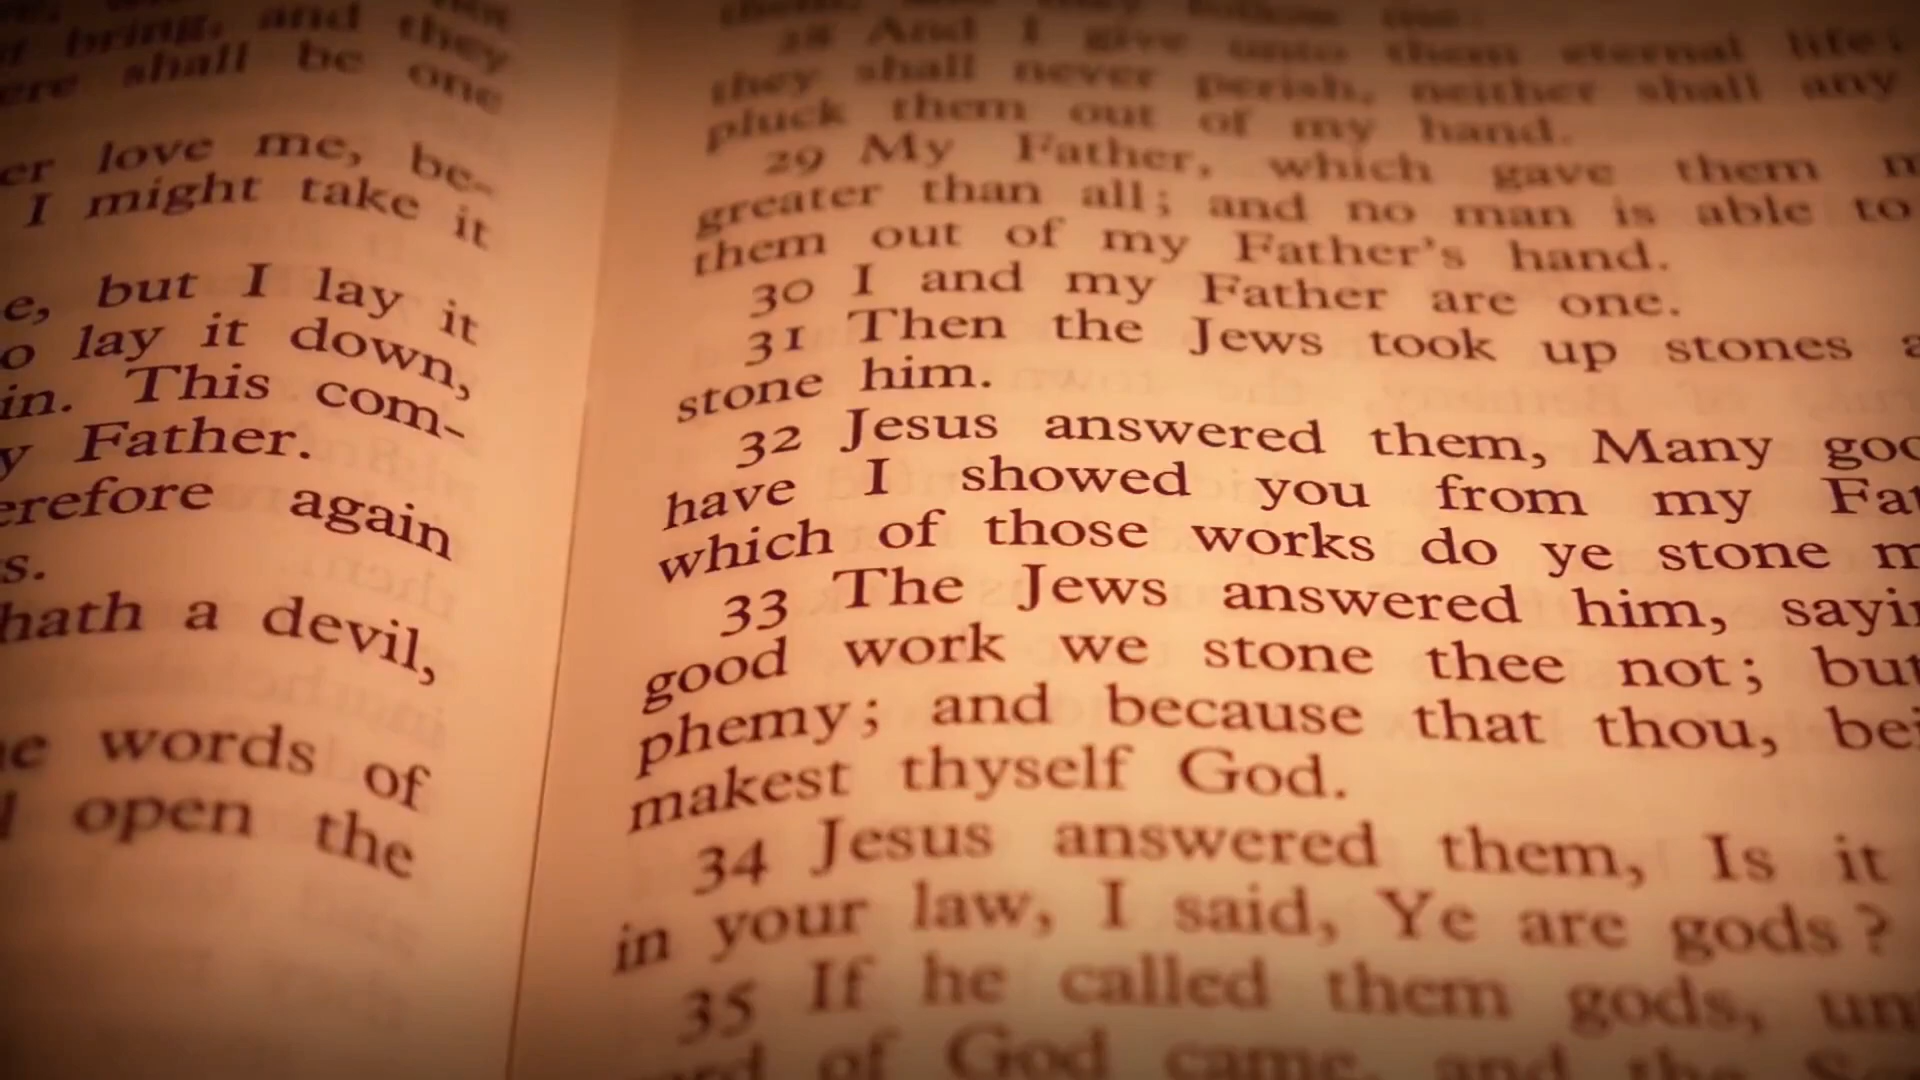 bring, and they
shall be one
love me, be-
I might take it
but I lay it
lay it down,
This com-
Father.
again
hath a devil,
words of
open the
28 And I give unto them eternal life;
they shall never perish, neither shall any
pluck them out of my hand.
29 My Father, which gave them
greater than all; and no man is able to
them out of my Father's hand.
30 I and my Father are one.
31 Then the Jews took up stones
stone him.
32 Jesus answered them, Many
have I showed you from my
which of those works do ye stone
33 The Jews answered him,
good work we stone thee not; but
phemy; and because that thou,
makest thyself God.
34 Jesus answered them, Is it
in your law, I said, Ye are gods?
35 If he called them gods,
of God came, and the